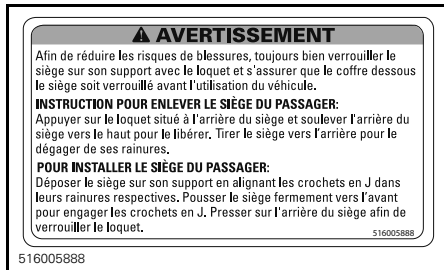 AVERTISSEMENT
Afin de réduire les risques de blessures, toujours bien verrouiller le
siège sur son support avec le loquet et s'assurer que le coffre dessous
le siège soit verrouillé avant l'utilisation du véhicule.
INSTRUCTION POUR ENLEVER LE SIÈGE DU PASSAGER:
Appuyer sur le loquet situé à l'arrière du siège et soulever l'arrière du
siège vers le haut pour le libérer. Tirer le siège vers l'arrière pour le
dégager de ses rainures.
POUR INSTALLER LE SIÈGE DU PASSAGER:
Déposer le siège sur son support en alignant les crochets en J dans
leurs rainures respectives. Pousser le siège fermement vers l'avant
pour engager les crochets en J. Presser sur l'arrière du siège afin de
verrouiller le loquet.
516005888
516005888